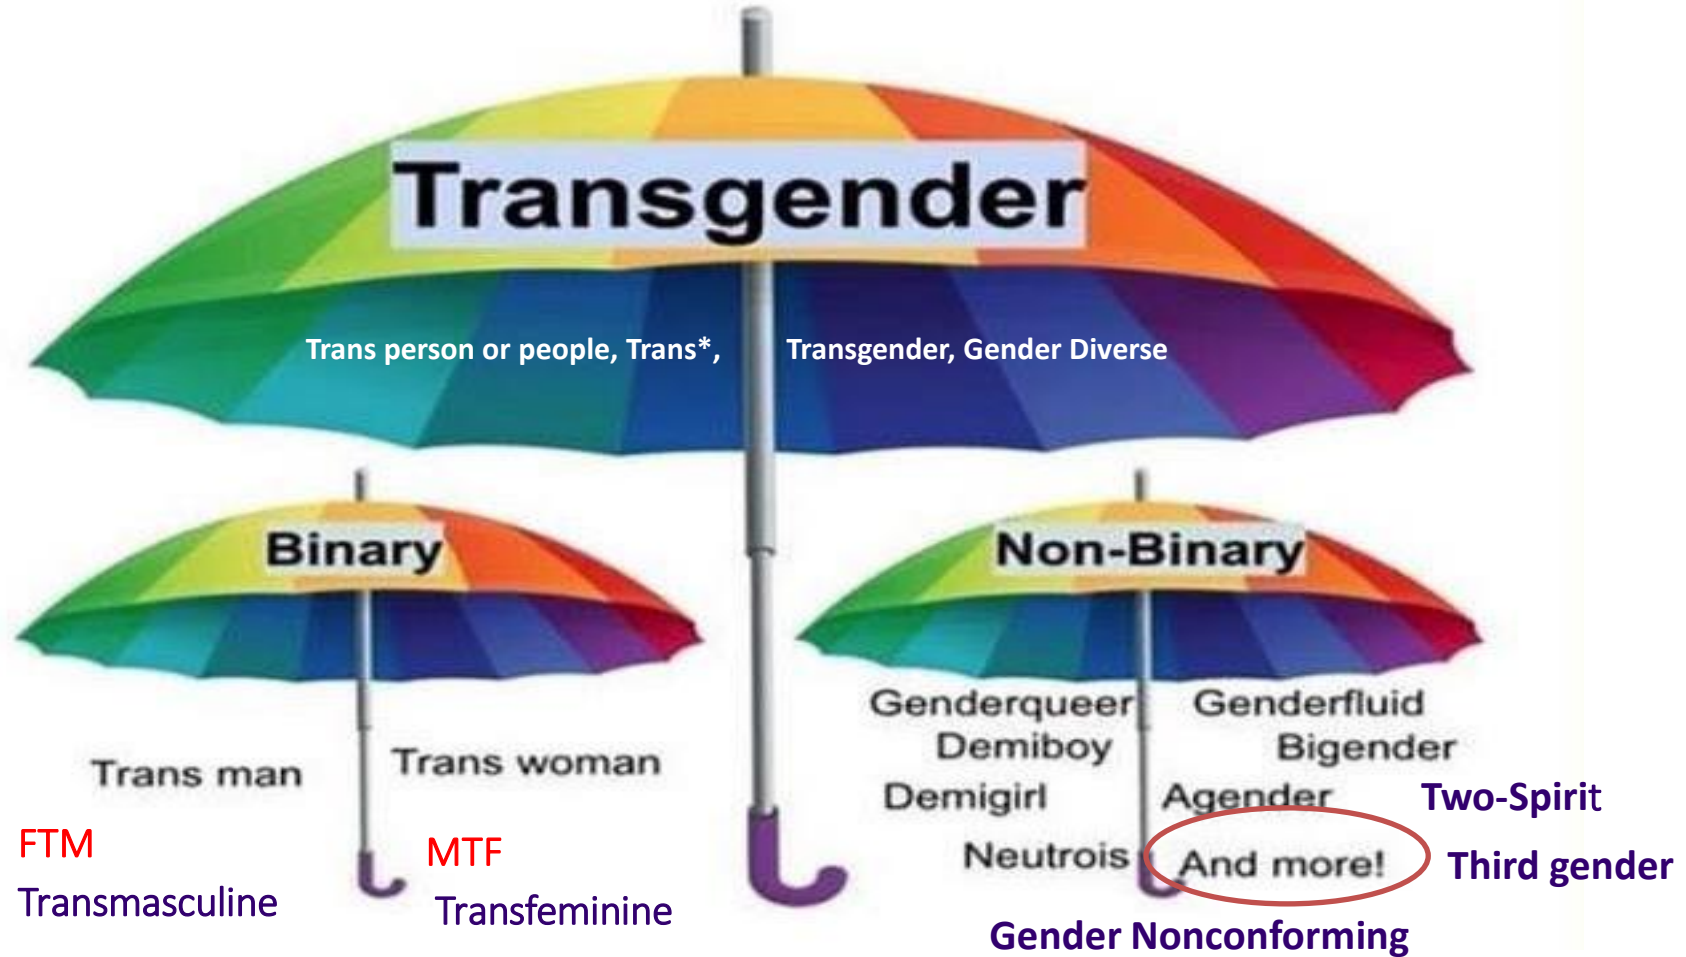 Transgender
Trans person or people, Trans*,
Transgender, Gender Diverse
Binary
Trans man
Trans woman
FTM
MTF
Transmasculine
Transfeminine
Non-Binary
Genderqueer
Genderfluid
Demiboy
Bigender
Demigirl
Agender
Two-Spirit
Neutrois
And more!
Third gender
Gender Nonconforming